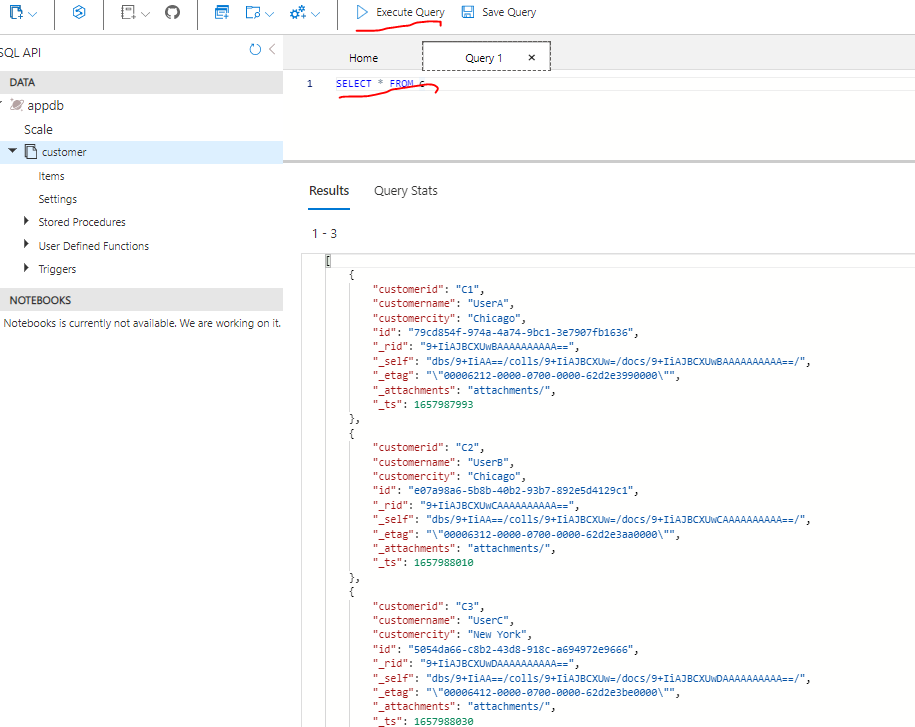 Execute Query
Save Query
SQL API
Home
Query 1
DATA
appdb
Scale
customer
Items
Settings
Stored Procedures
User Defined Functions
Triggers
NOTEBOOKS
Notebooks is currently not available. We are working on it.
1 SELECT * FROM c
Results Query Stats
1 - 3
[
{
"customerid": "C1",
"customername": "UserA",
"customercity": "Chicago",
"id": "79cd854f-974a-4a74-9bc1-3e7907fb1636",
"_rid": "9+IiAJBCXUwBAAAAAAAAAA==",
"_self": "dbs/9+IiAA==/colls/9+IiAJBCXUw=/docs/9+IiAJBCXUwBAAAAAAAAAA==/",
"_etag": "\"00006212-0000-0700-0000-62d2e3990000\"",
"_attachments": "attachments/",
"_ts": 1657987993
},
{
"customerid": "C2",
"customername": "UserB",
"customercity": "Chicago",
"id": "e07a98a6-5b8b-40b2-93b7-892e5d4129c1",
"_rid": "9+IiAJBCXUwCAAAAAAAAAA==",
"_self": "dbs/9+IiAA==/colls/9+IiAJBCXUw=/docs/9+IiAJBCXUwCAAAAAAAAAA==/",
"_etag": "\"00006312-0000-0700-0000-62d2e3aa0000\"",
"_attachments": "attachments/",
"_ts": 1657988010
},
{
"customerid": "C3",
"customername": "UserC",
"customercity": "New York",
"id": "5054da66-c8b2-43d8-918c-a694972e9666",
"_rid": "9+IiAJBCXUwDAAAAAAAAAA==",
"_self": "dbs/9+IiAA==/colls/9+IiAJBCXUw=/docs/9+IiAJBCXUwDAAAAAAAAAA==/",
"_etag": "\"00006412-0000-0700-0000-62d2e3be0000\"",
"_attachments": "attachments/",
"_ts": 1657988030